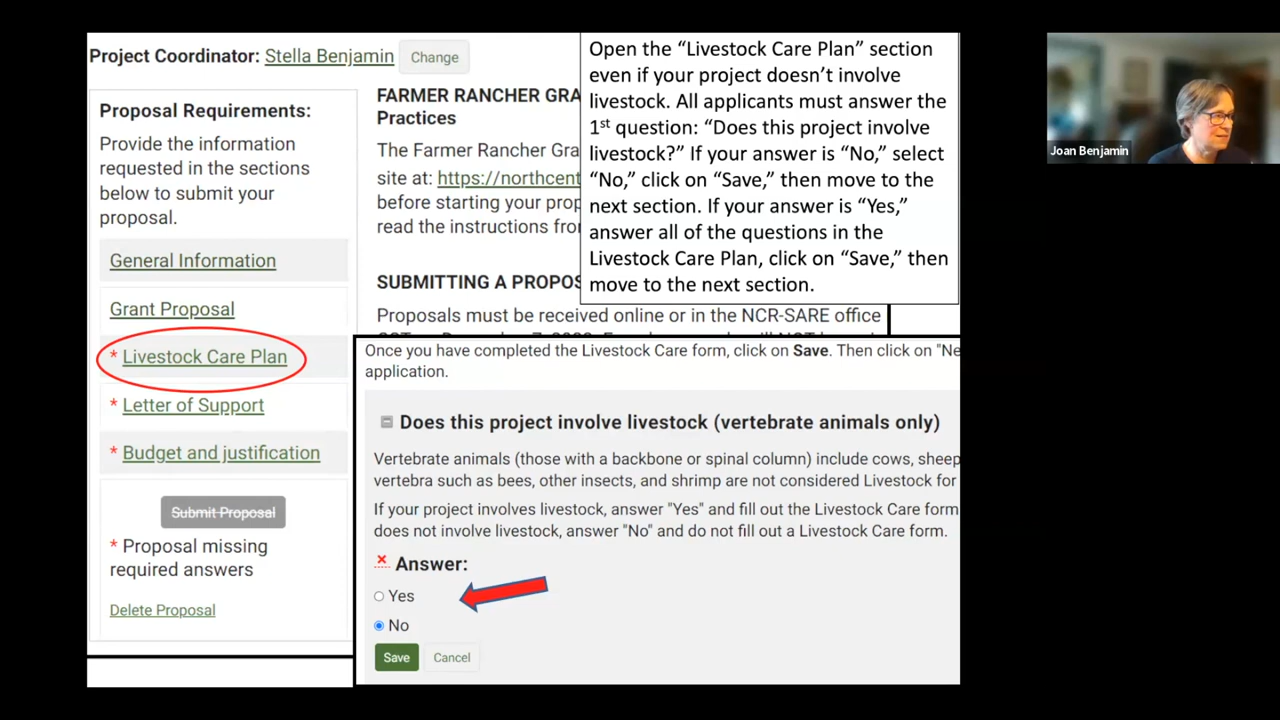 Project Coordinator: Stella Benjamin Change
Proposal Requirements:
Provide the information
requested in the sections
below to submit your
proposal.
General Information
Grant Proposal
* Livestock Care Plan
* Letter of Support
* Budget and justification
Submit Proposal
* Proposal missing
required answers
Delete Proposal
FARMER RANCHER GRA
Practices
The Farmer Rancher Gra
site at: https://northcent
before starting your prop
read the instructions from
SUBMITTING A PROPOS
Proposals must be received online or in the NCR-SARE office
Open the “Livestock Care Plan” section
even if your project doesn’t involve
livestock. All applicants must answer the
1st question: “Does this project involve
livestock?” If your answer is “No,” select
“No,” click on “Save,” then move to the
next section. If your answer is “Yes,”
answer all of the questions in the
Livestock Care Plan, click on “Save,” then
move to the next section.
Once you have completed the Livestock Care form, click on Save. Then click on "Ne
application.
Does this project involve livestock (vertebrate animals only)
Vertebrate animals (those with a backbone or spinal column) include cows, sheep
vertebra such as bees, other insects, and shrimp are not considered Livestock for
If your project involves livestock, answer "Yes" and fill out the Livestock Care form
does not involve livestock, answer "No" and do not fill out a Livestock Care form.
Answer:
Yes
No
Save Cancel
Joan Benjamin